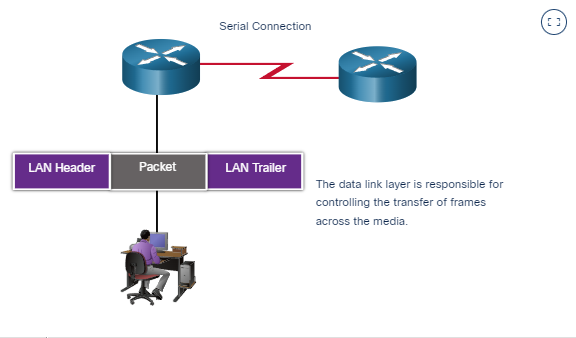 Serial Connection
LAN Header Packet LAN Trailer
The data link layer is responsible for
controlling the transfer of frames
across the media.